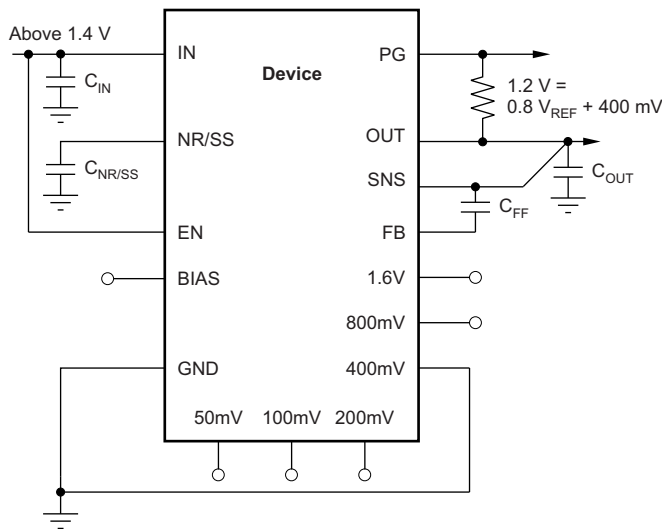 Above 1.4 V
IN
Device
PG
C_IN
1.2 V =
0.8 V_REF + 400 mV
NR/SS
OUT
C_NR/SS
SNS
C_OUT
C_FF
EN
FB
BIAS
1.6V
800mV
GND
400mV
50mV 100mV 200mV